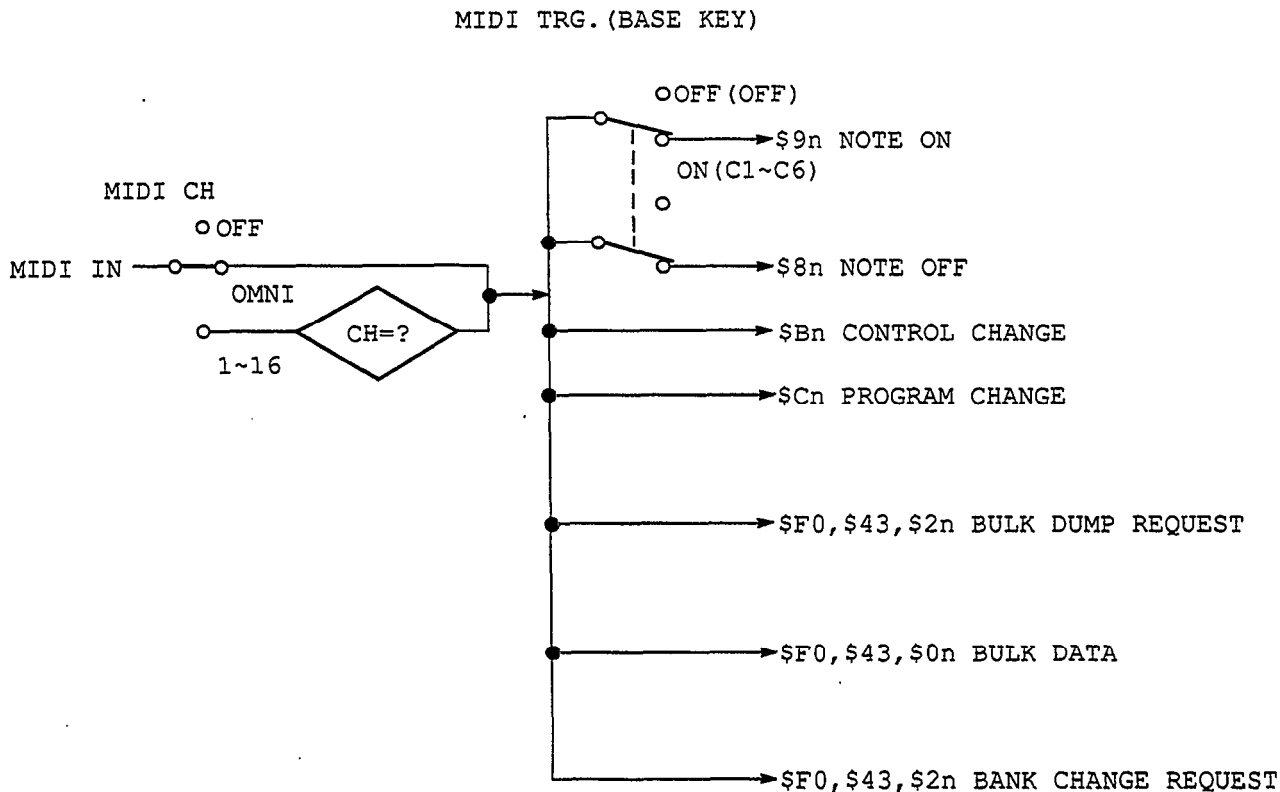 MIDI TRG.(BASE KEY)
OFF(OFF)
$9n NOTE ON
ON(C1~C6)
MIDI CH
OFF
MIDI IN
$8n NOTE OFF
OMNI
CH=?
1~16
$Bn CONTROL CHANGE
$Cn PROGRAM CHANGE
$F0,$43,$2n BULK DUMP REQUEST
$F0,$43,$0n BULK DATA
$F0,$43,$2n BANK CHANGE REQUEST